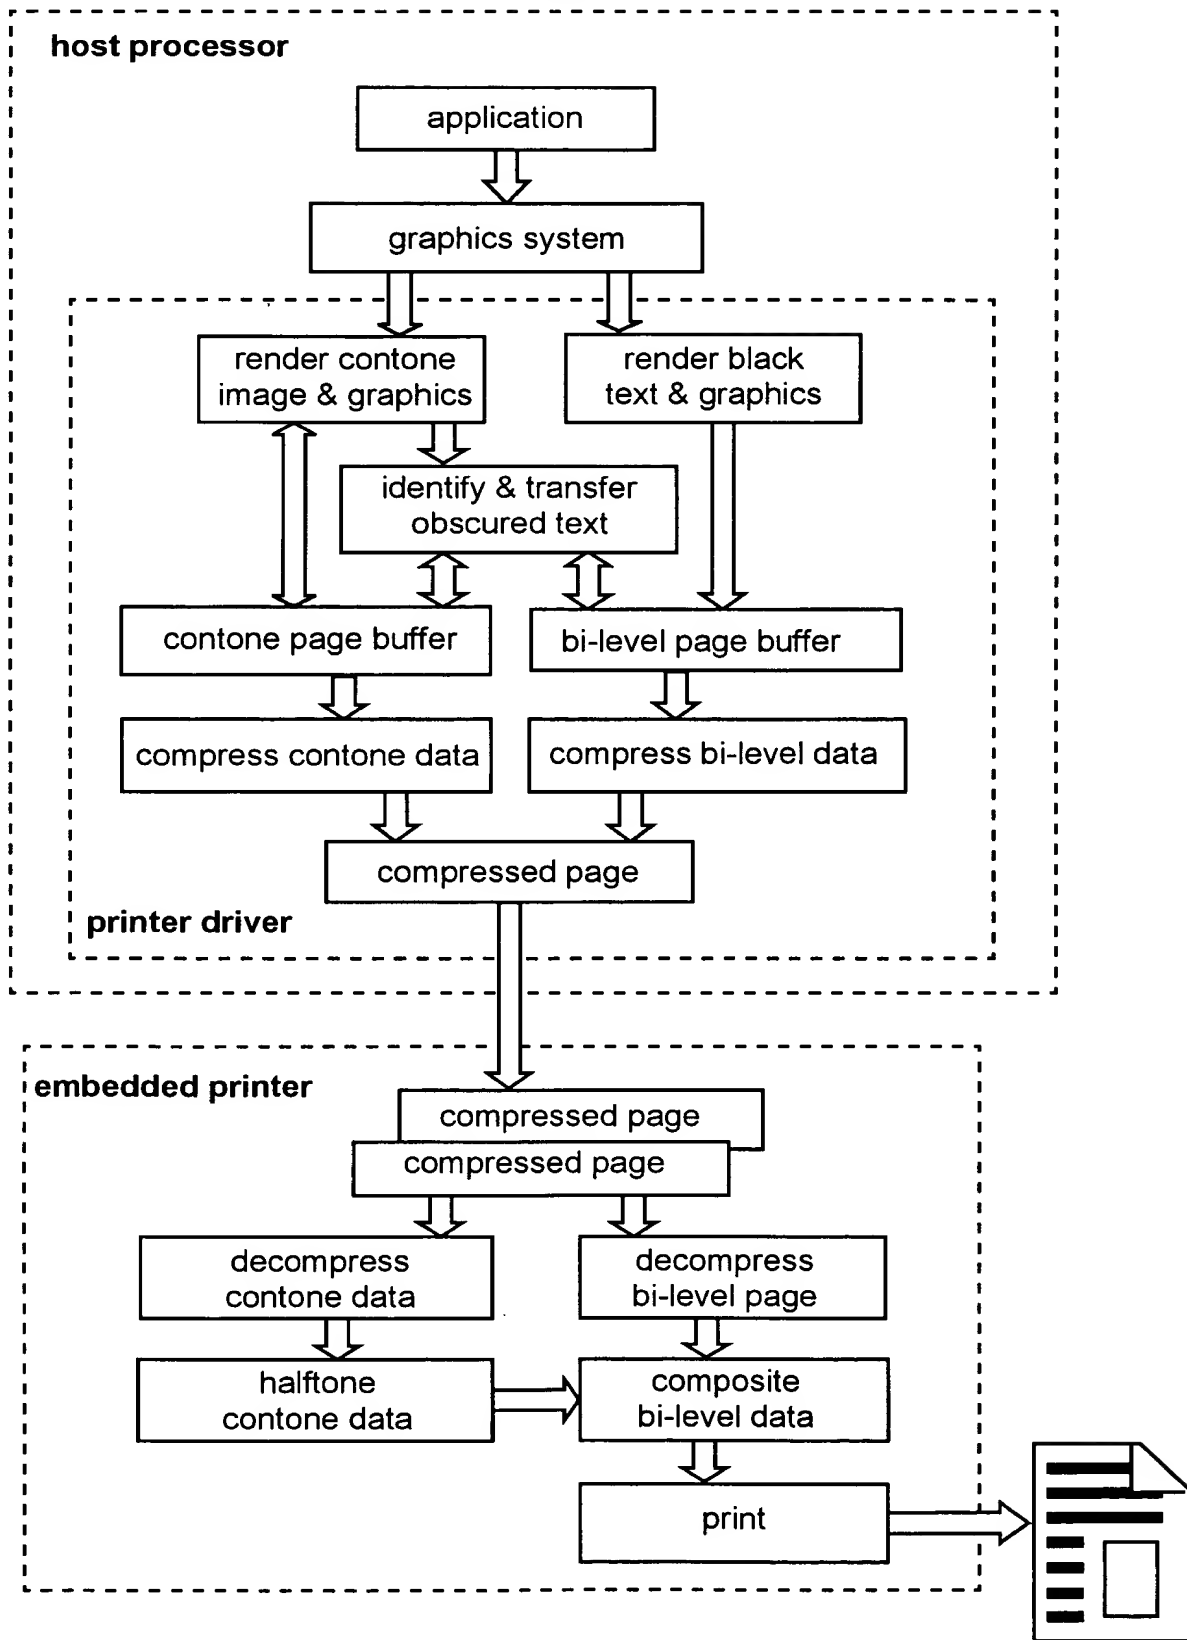 host processor
application
graphics system
render contone
image & graphics
render black
text & graphics
identify & transfer
obscured text
contone page buffer
bi-level page buffer
compress contone data
compress bi-level data
compressed page
printer driver
embedded printer
compressed page
compressed page
decompress
contone data
decompress
bi-level page
halftone
contone data
composite
bi-level data
print